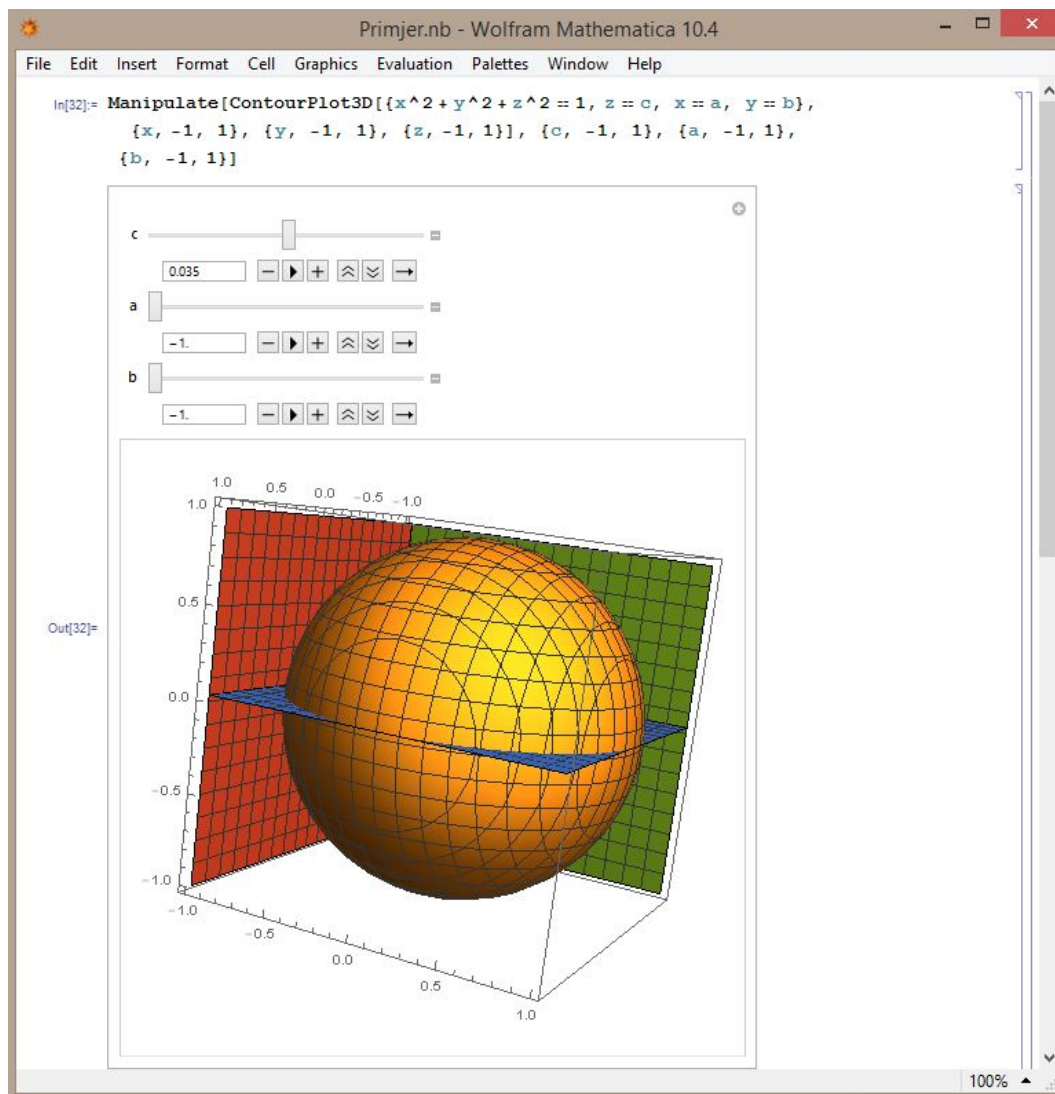 Primjer.nb - Wolfram Mathematica 10.4
File Edit Insert Format Cell Graphics Evaluation Palettes Window Help
In[32]:= Manipulate[ContourPlot3D[{x^2 + y^2 + z^2 == 1, z == c, x == a, y == b},
{x, -1, 1}, {y, -1, 1}, {z, -1, 1}], {c, -1, 1}, {a, -1, 1},
{b, -1, 1}]
c
0.035
a
-1.
b
-1.
1.0 0.5 0.0 -0.5 -1.0
1.0
0.5
Out[32]=
0.0
-0.5
-1.0
-1.0
-0.5
0.0
0.5
1.0
100%